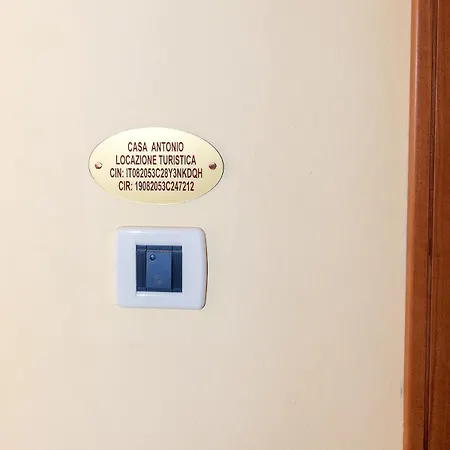 CASA ANTONIO
LOCAZIONE TURISTICA
CIN: IT082053C28Y3NKDQH
CIR: 19082053C247212